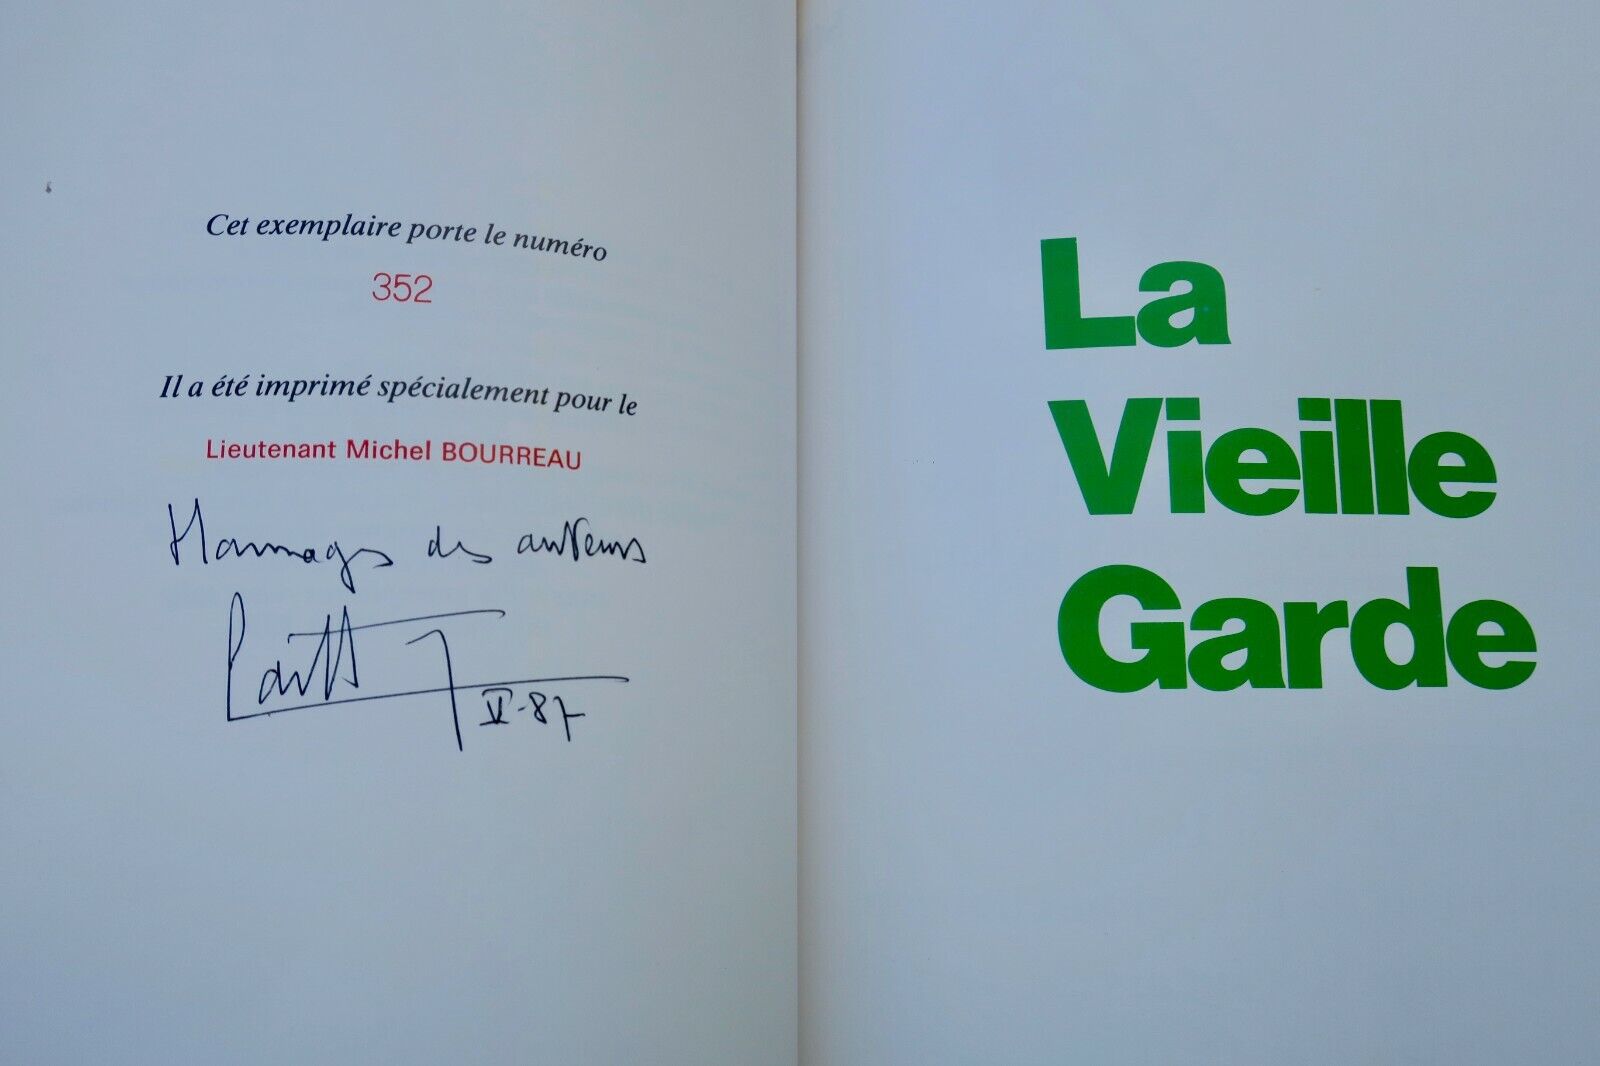 Cet exemplaire porte le numéro
352
Il a été imprimé spécialement pour le
Lieutenant Michel BOURREAU
Hommages des auteurs
V-87
La
Vieille
Garde